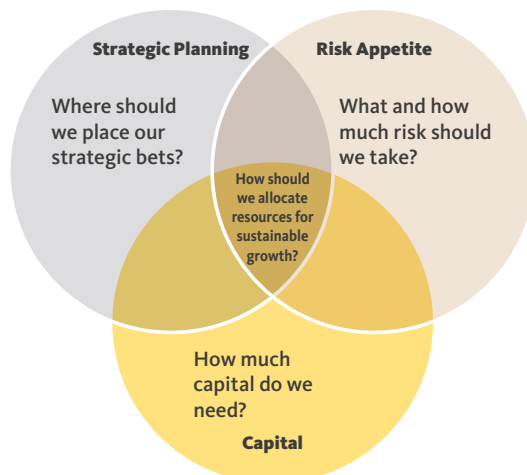 Strategic Planning
Risk Appetite
Where should
we place our
strategic bets?
What and how
much risk should
we take?
How should
we allocate
resources for
sustainable
growth?
How much
capital do we
need?
Capital